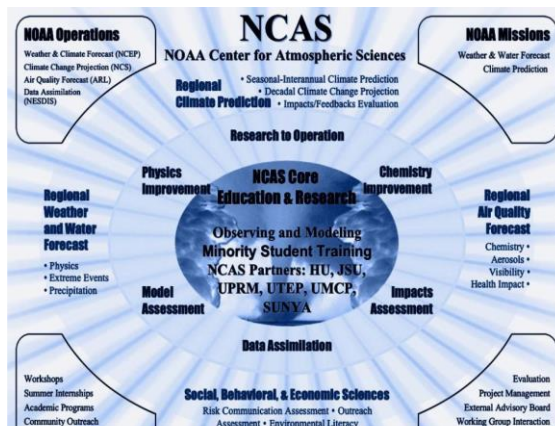 NCAS
NOAA Center for Atmospheric Sciences
NOAA Operations
Weather & Climate Forecast (NCEP)
Climate Change Projection (NCS)
Air Quality Forecast (ARL)
Data Assimilation
(NESDIS)
NOAA Missions
Weather & Water Forecast
Climate Prediction
Regional
Climate Prediction
• Seasonal-Interannual Climate Prediction
• Decadal Climate Change Projection
• Impacts/Feedbacks Evaluation
Research to Operation
Physics
Improvement
Chemistry
Improvement
NCAS Core
Education & Research
Observing and Modeling
Minority Student Training
NCAS Partners: HU, JSU,
UPRM, UTEP, UMCP,
SUNYA
Regional
Weather
and Water
Forecast
• Physics
• Extreme Events
• Precipitation
Regional
Air Quality
Forecast
Chemistry •
Aerosols •
Visibility •
Health Impact •
Model
Assessment
Impacts
Assessment
Data Assimilation
Workshops
Summer Internships
Academic Programs
Community Outreach
Social, Behavioral, & Economic Sciences
Risk Communication Assessment • Outreach
Assessment • Environmental Literacy
Evaluation
Project Management
External Advisory Board
Working Group Interaction